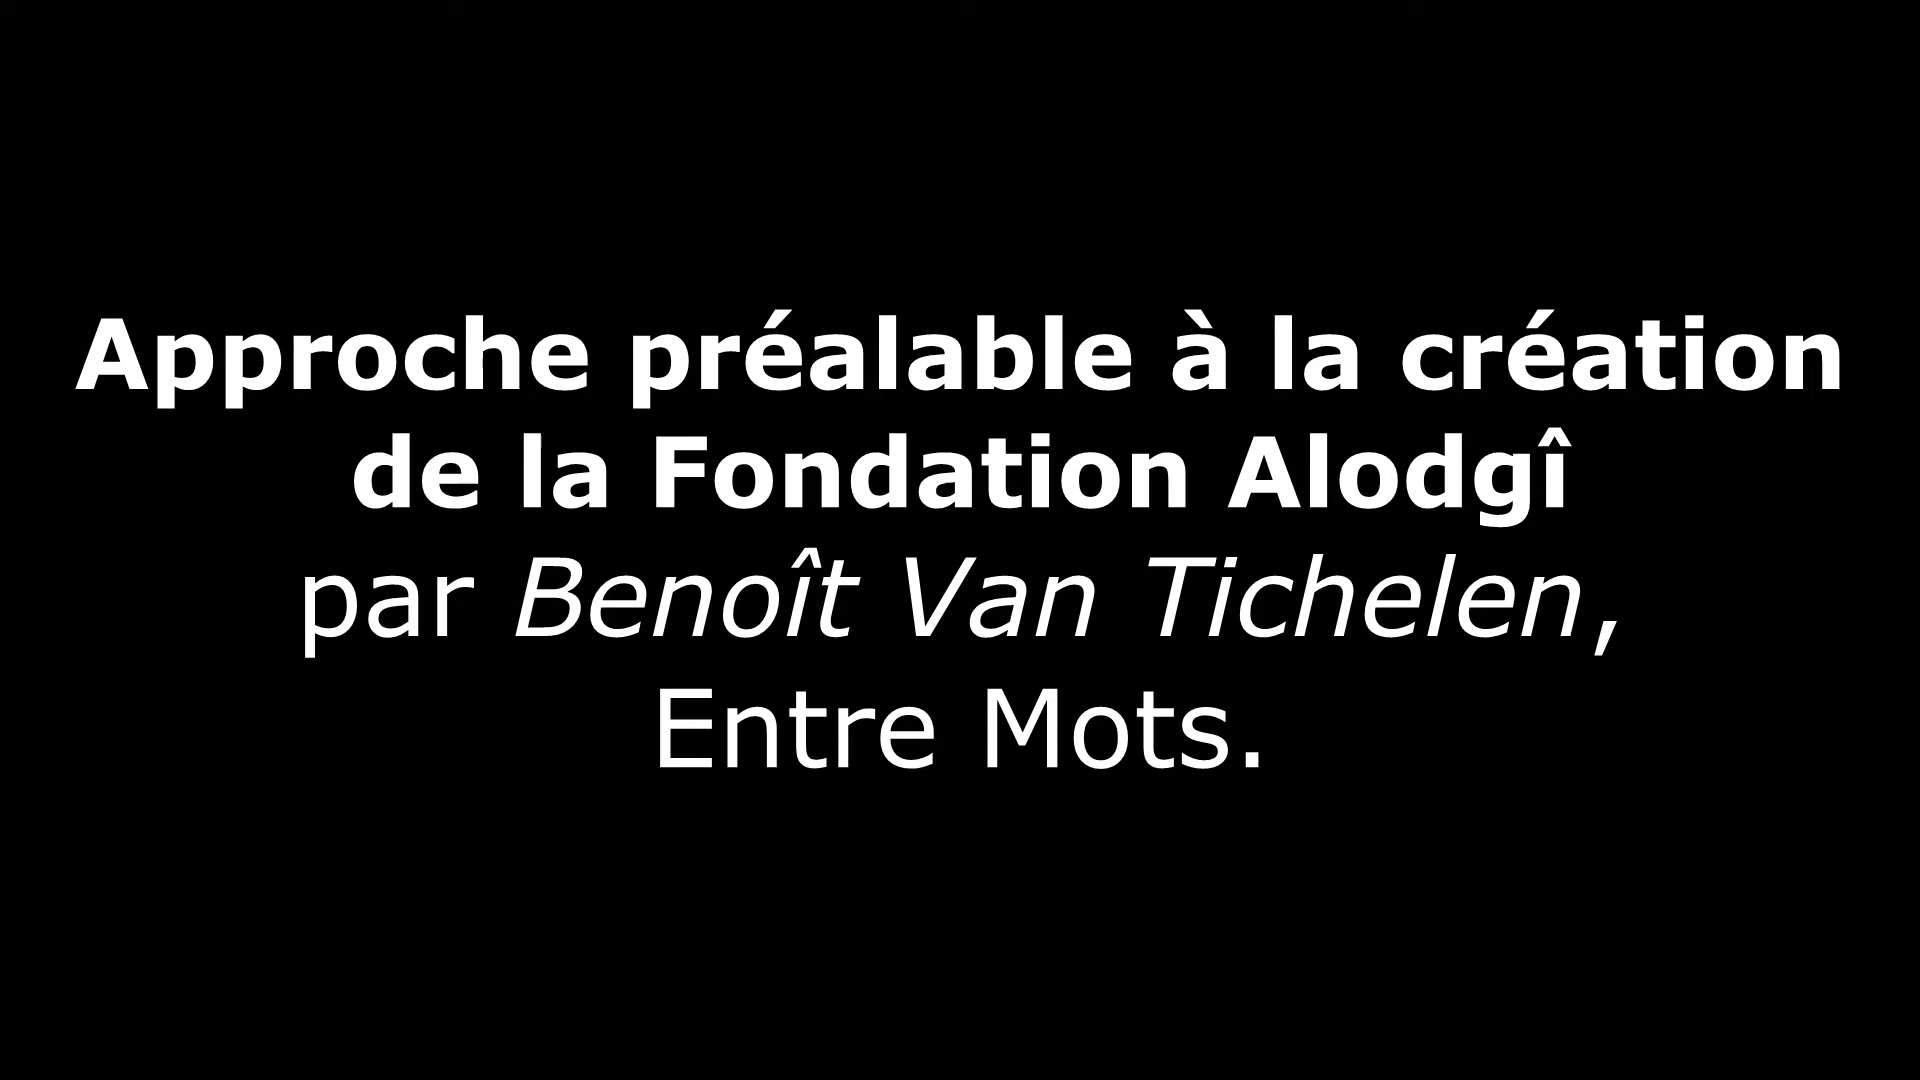 Approche préalable à la création
de la Fondation Alodgî
par Benoît Van Tichelen,
Entre Mots.